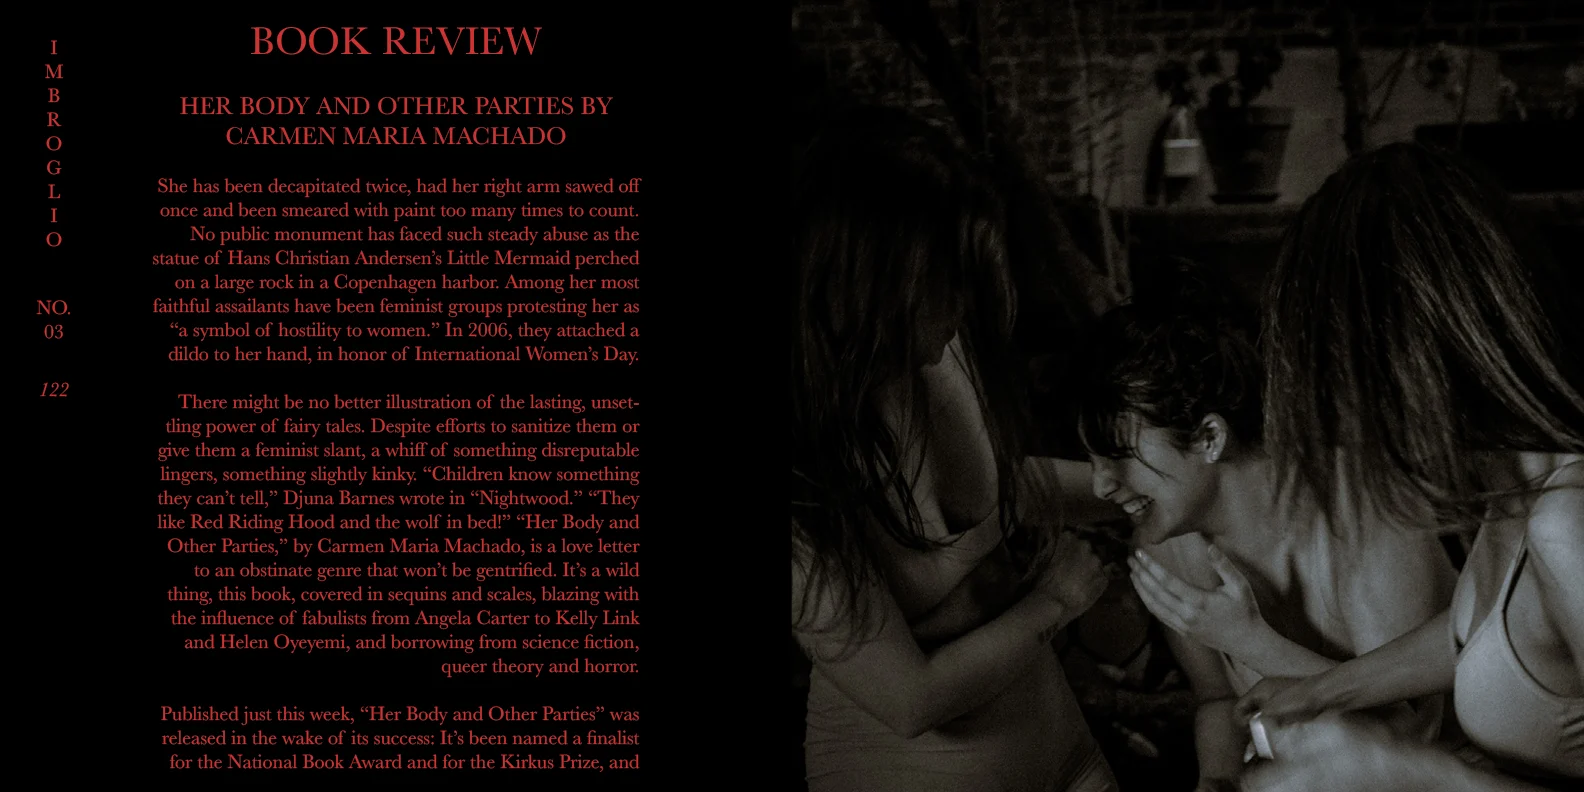 I
M
B
R
O
G
L
I
O
NO.
03
122
BOOK REVIEW
HER BODY AND OTHER PARTIES BY
CARMEN MARIA MACHADO
She has been decapitated twice, had her right arm sawed off
once and been smeared with paint too many times to count.
No public monument has faced such steady abuse as the
statue of Hans Christian Andersen’s Little Mermaid perched
on a large rock in a Copenhagen harbor. Among her most
faithful assailants have been feminist groups protesting her as
“a symbol of hostility to women.” In 2006, they attached a
dildo to her hand, in honor of International Women’s Day.
There might be no better illustration of the lasting, unset-
tling power of fairy tales. Despite efforts to sanitize them or
give them a feminist slant, a whiff of something disreputable
lingers, something slightly kinky. “Children know something
they can’t tell,” Djuna Barnes wrote in “Nightwood.” “They
like Red Riding Hood and the wolf in bed!” “Her Body and
Other Parties,” by Carmen Maria Machado, is a love letter
to an obstinate genre that won’t be gentrified. It’s a wild
thing, this book, covered in sequins and scales, blazing with
the influence of fabulists from Angela Carter to Kelly Link
and Helen Oyeyemi, and borrowing from science fiction,
queer theory and horror.
Published just this week, “Her Body and Other Parties” was
released in the wake of its success: It’s been named a finalist
for the National Book Award and for the Kirkus Prize, and